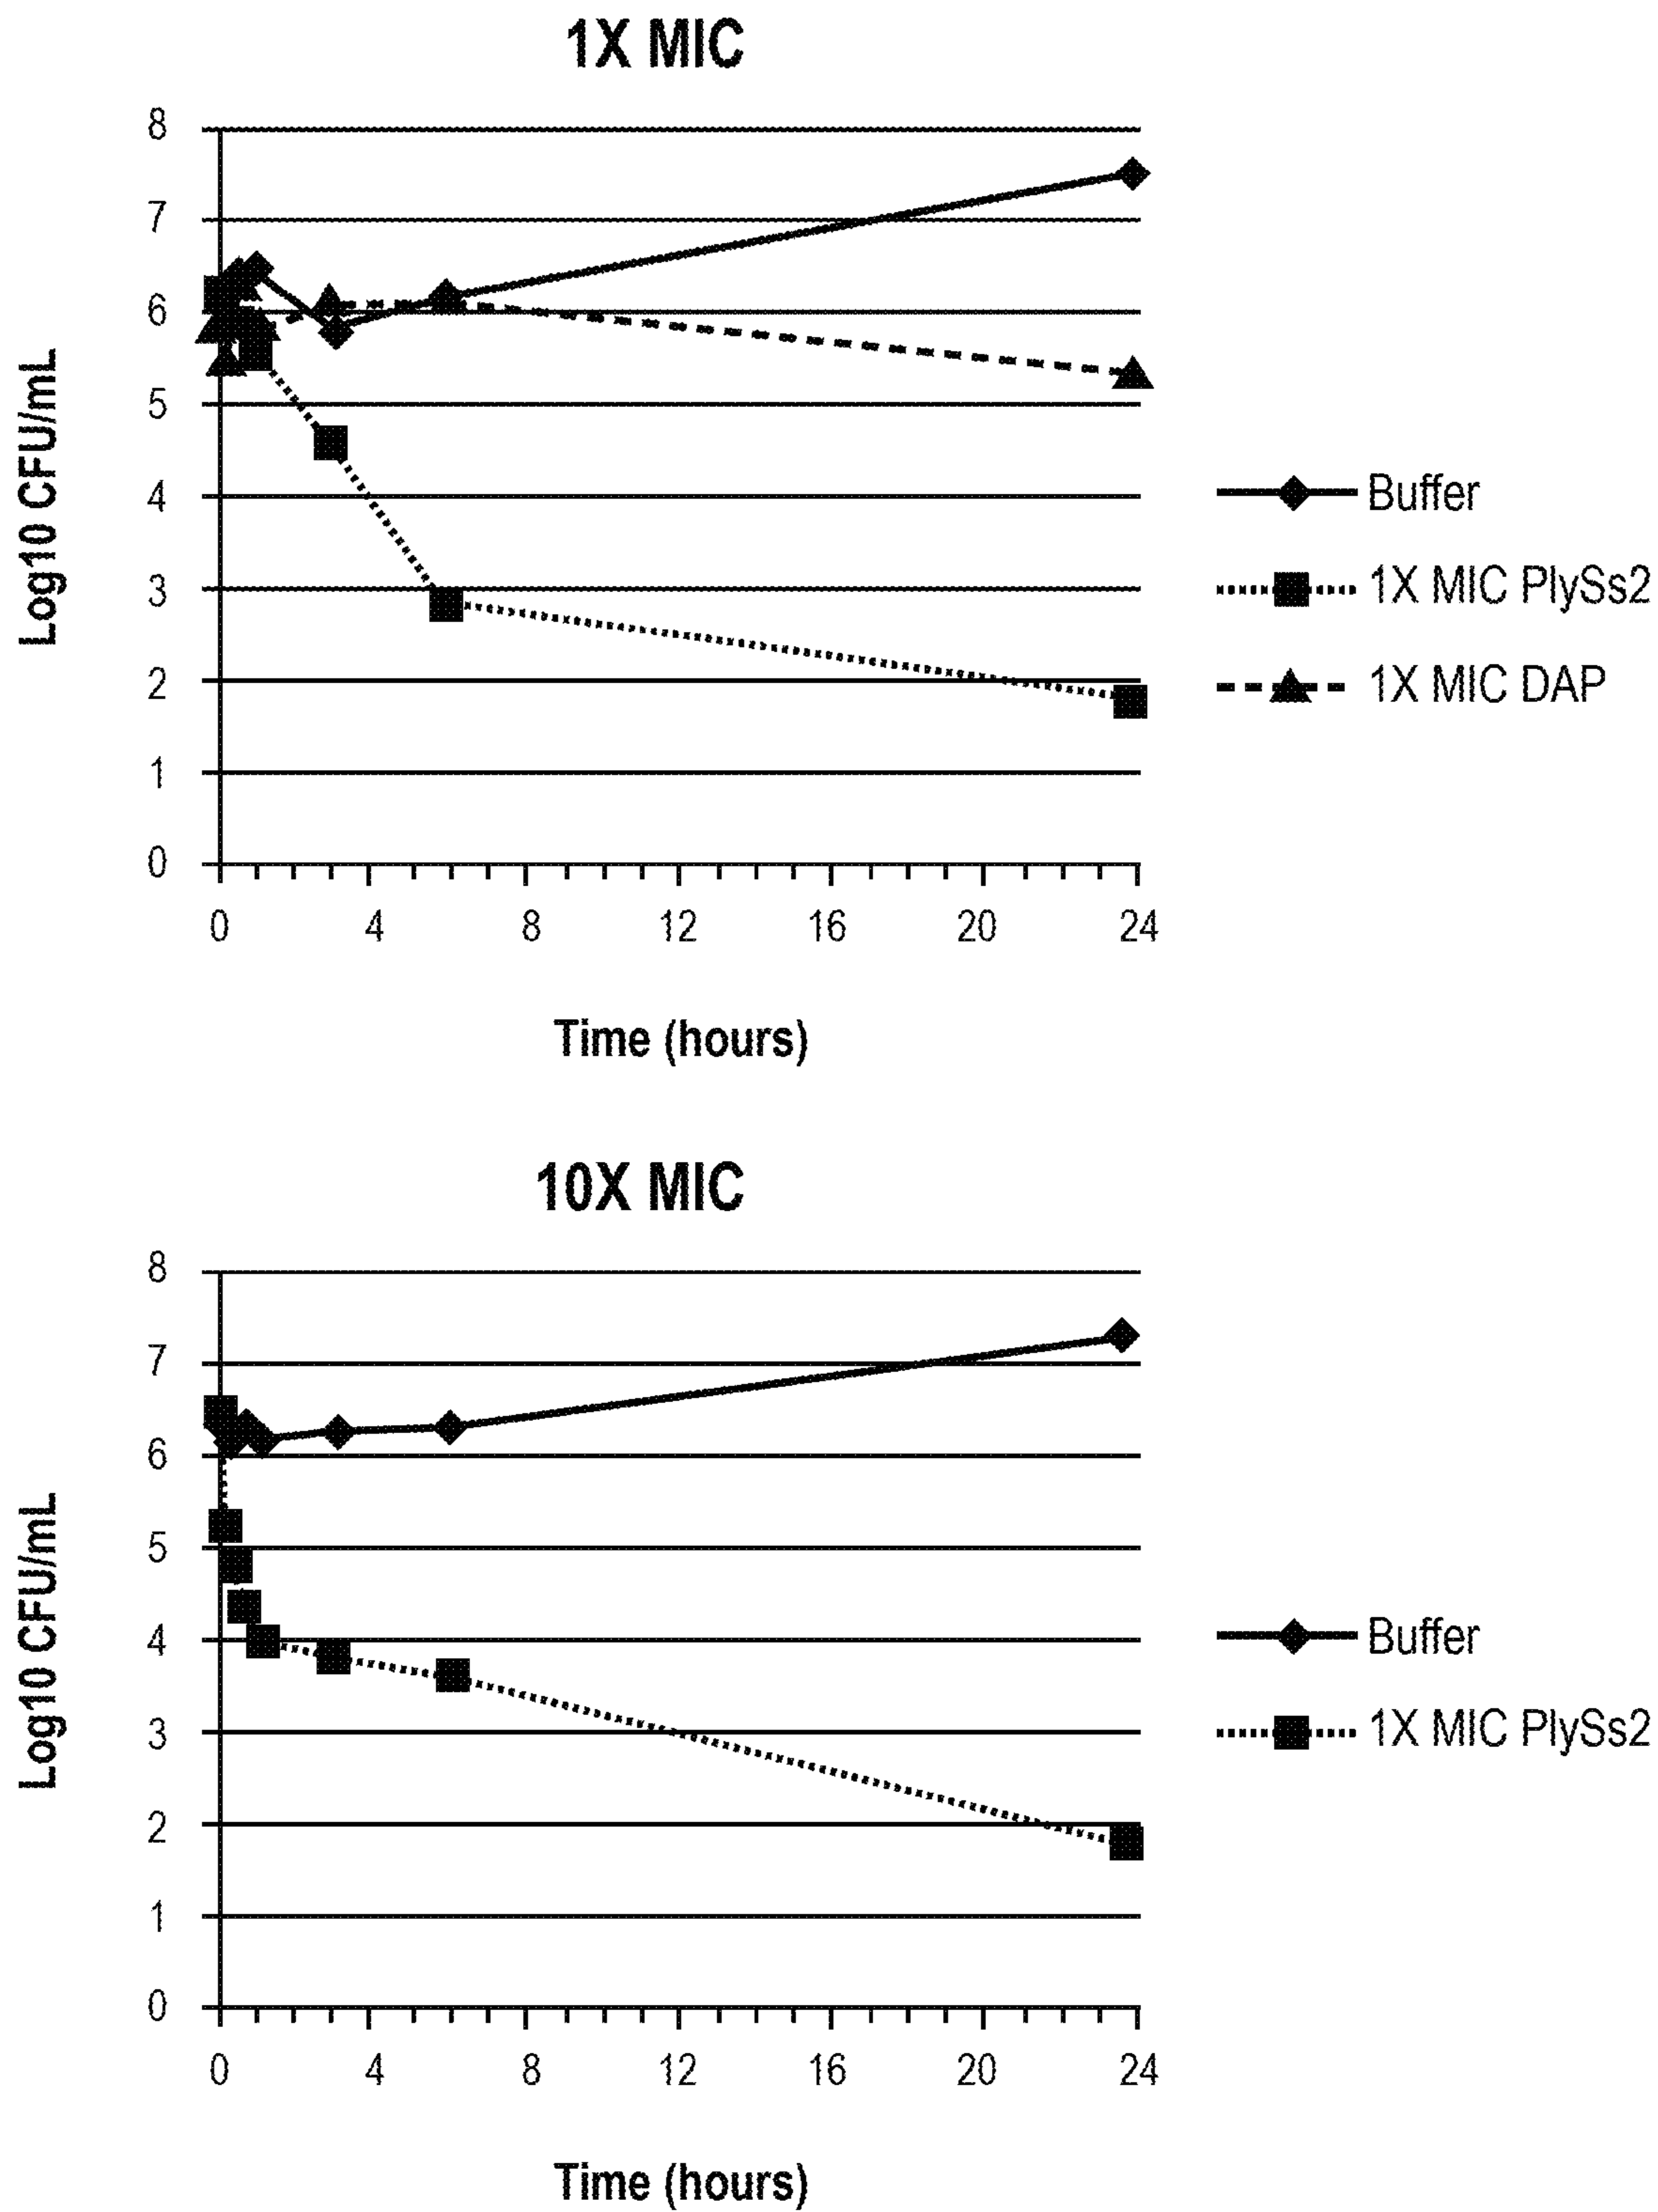 1X MIC
8
7
6
5
4
3
2
1
0
Log10 CFU/mL
0 4 8 12 16 20 24
Time (hours)
Buffer
1X MIC PlySs2
1X MIC DAP
10X MIC
8
7
6
5
4
3
2
1
0
Log10 CFU/mL
0 4 8 12 16 20 24
Time (hours)
Buffer
1X MIC PlySs2